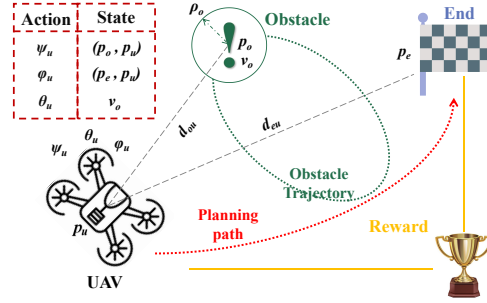 Action State
ψᵤ (pₒ, pᵤ)
φᵤ (pₑ, pᵤ)
θᵤ vₒ
ρₒ
Obstacle
pₒ
vₒ
End
pₑ
dₒᵤ
dₑᵤ
ψᵤ θᵤ φᵤ
pᵤ
UAV
Obstacle
Trajectory
Planning
path
Reward